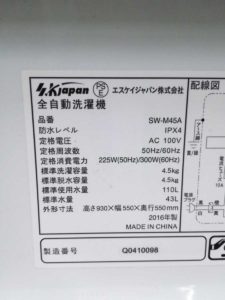 S.K Japan
PS
E
エスケイジャパン株式会社
配線図
全自動洗濯機
品番 SW-M45A
防水レベル IPX4
定格電圧 AC 100V
定格周波数 50Hz/60Hz
定格消費電力 225W(50Hz)/300W(60Hz)
標準洗濯容量 4.5kg
標準脱水容量 4.5kg
標準使用水量 110L
標準水量 43L
外形寸法 高さ930×幅550×奥行550mm
2016年製
MADE IN CHINA
製造番号 Q0410098